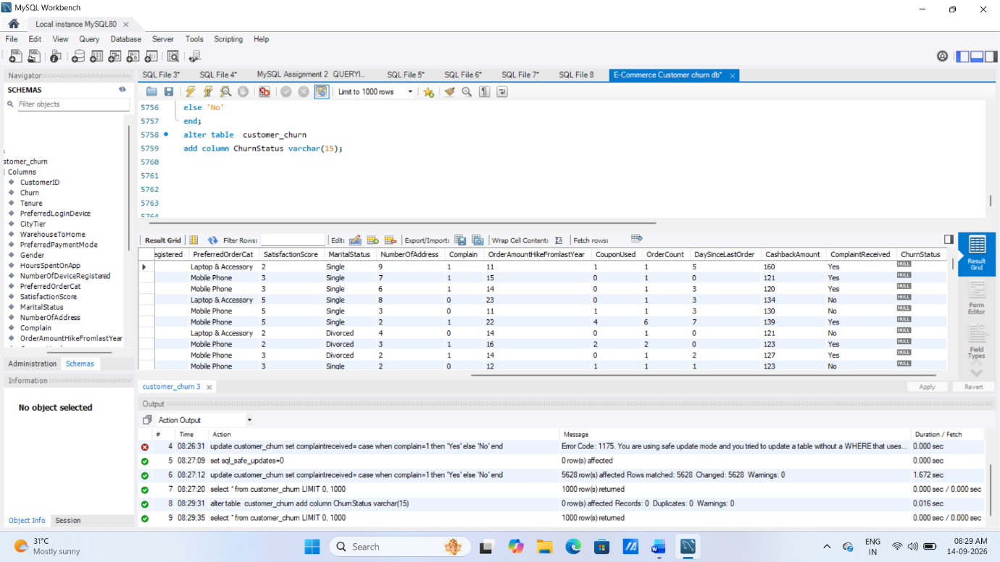 MySQL Workbench
Local instance MySQL80
File Edit View Query Database Server Tools Scripting Help
Navigator
SCHEMAS
Filter objects
stomer_churn
Columns
CustomerID
Churn
Tenure
PreferredLoginDevice
CityTier
WarehouseToHome
PreferredPaymentMode
Gender
HoursSpentOnApp
NumberOfDeviceRegistered
PreferredOrderCat
SatisfactionScore
MaritalStatus
NumberOfAddress
Complain
OrderAmountHikeFromlastYear
Administration Schemas
Information
No object selected
Object Info Session
SQL File 3* SQL File 4* MySQL Assignment 2 QUERYI... SQL File 5* SQL File 6* SQL File 7* SQL File 8 E-Commerce Customer churn db*
Limit to 1000 rows
5756 else 'No'
5757 end;
5758 alter table customer_churn
5759 add column ChurnStatus varchar(15);
5760
5761
5762
5763
5764
Result Grid Filter Rows: Edit: Export/Import: Wrap Cell Content: Fetch rows:
egistered PreferredOrderCat SatisfactionScore MaritalStatus NumberOfAddress Complain OrderAmountHikeFromlastYear CouponUsed OrderCount DaySinceLastOrder CashbackAmount ComplaintReceived ChurnStatus
Laptop & Accessory 2 Single 9 1 11 1 1 5 160 Yes NULL
Mobile Phone 3 Single 7 1 15 0 1 0 121 Yes NULL
Mobile Phone 3 Single 6 1 14 0 1 3 120 Yes NULL
Laptop & Accessory 5 Single 8 0 23 0 1 3 134 No NULL
Mobile Phone 5 Single 3 0 11 1 1 3 130 No NULL
Mobile Phone 5 Single 2 1 22 4 6 7 139 Yes NULL
Laptop & Accessory 2 Divorced 4 0 14 0 1 0 121 No NULL
Mobile Phone 2 Divorced 3 1 16 2 2 0 123 Yes NULL
Mobile Phone 3 Divorced 2 1 14 0 1 2 127 Yes NULL
Mobile Phone 3 Single 2 0 12 1 1 1 123 No NULL
Result Grid
Form Editor
Field Types
customer_churn 3
Apply Revert
Output
Action Output
# Time Action Message Duration / Fetch
4 08:26:31 update customer_churn set complaintreceived= case when complain=1 then 'Yes' else 'No' end Error Code: 1175. You are using safe update mode and you tried to update a table without a WHERE that uses... 0.000 sec
5 08:27:09 set sql_safe_updates=0 0 row(s) affected 0.000 sec
6 08:27:12 update customer_churn set complaintreceived= case when complain=1 then 'Yes' else 'No' end 5628 row(s) affected Rows matched: 5628 Changed: 5628 Warnings: 0 1.672 sec
7 08:27:20 select * from customer_churn LIMIT 0, 1000 1000 row(s) returned 0.000 sec / 0.000 sec
8 08:29:31 alter table customer_churn add column ChurnStatus varchar(15) 0 row(s) affected Records: 0 Duplicates: 0 Warnings: 0 0.016 sec
9 08:29:35 select * from customer_churn LIMIT 0, 1000 1000 row(s) returned 0.000 sec / 0.000 sec
31°C
Mostly sunny
Search
ENG
IN
08:29 AM
14-09-2026